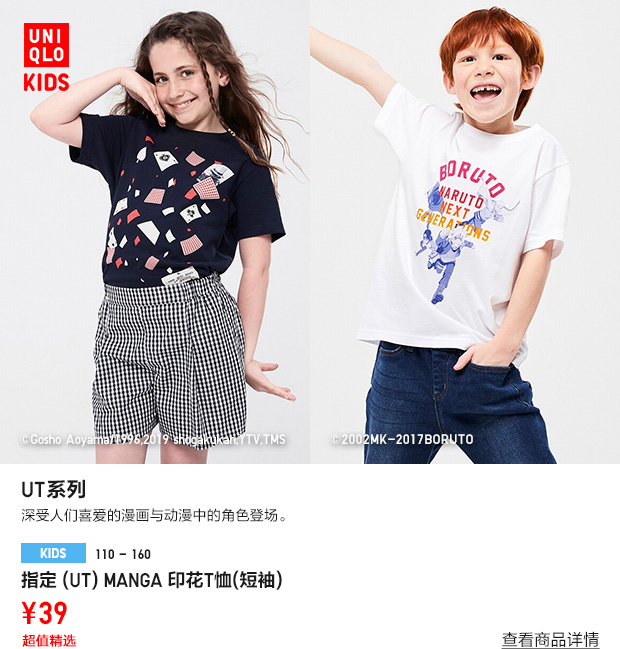 UNI
QLO
KIDS
BORUTO
NARUTO
NEXT
GENERATIONS
©Gosho Aoyama/1996,2019 shogakukan,YTV,TMS
© 2002MK-2017BORUTO
UT系列
深受人们喜爱的漫画与动漫中的角色登场。
KIDS 110 - 160
指定 (UT) MANGA 印花T恤(短袖)
¥39
超值精选
查看商品详情